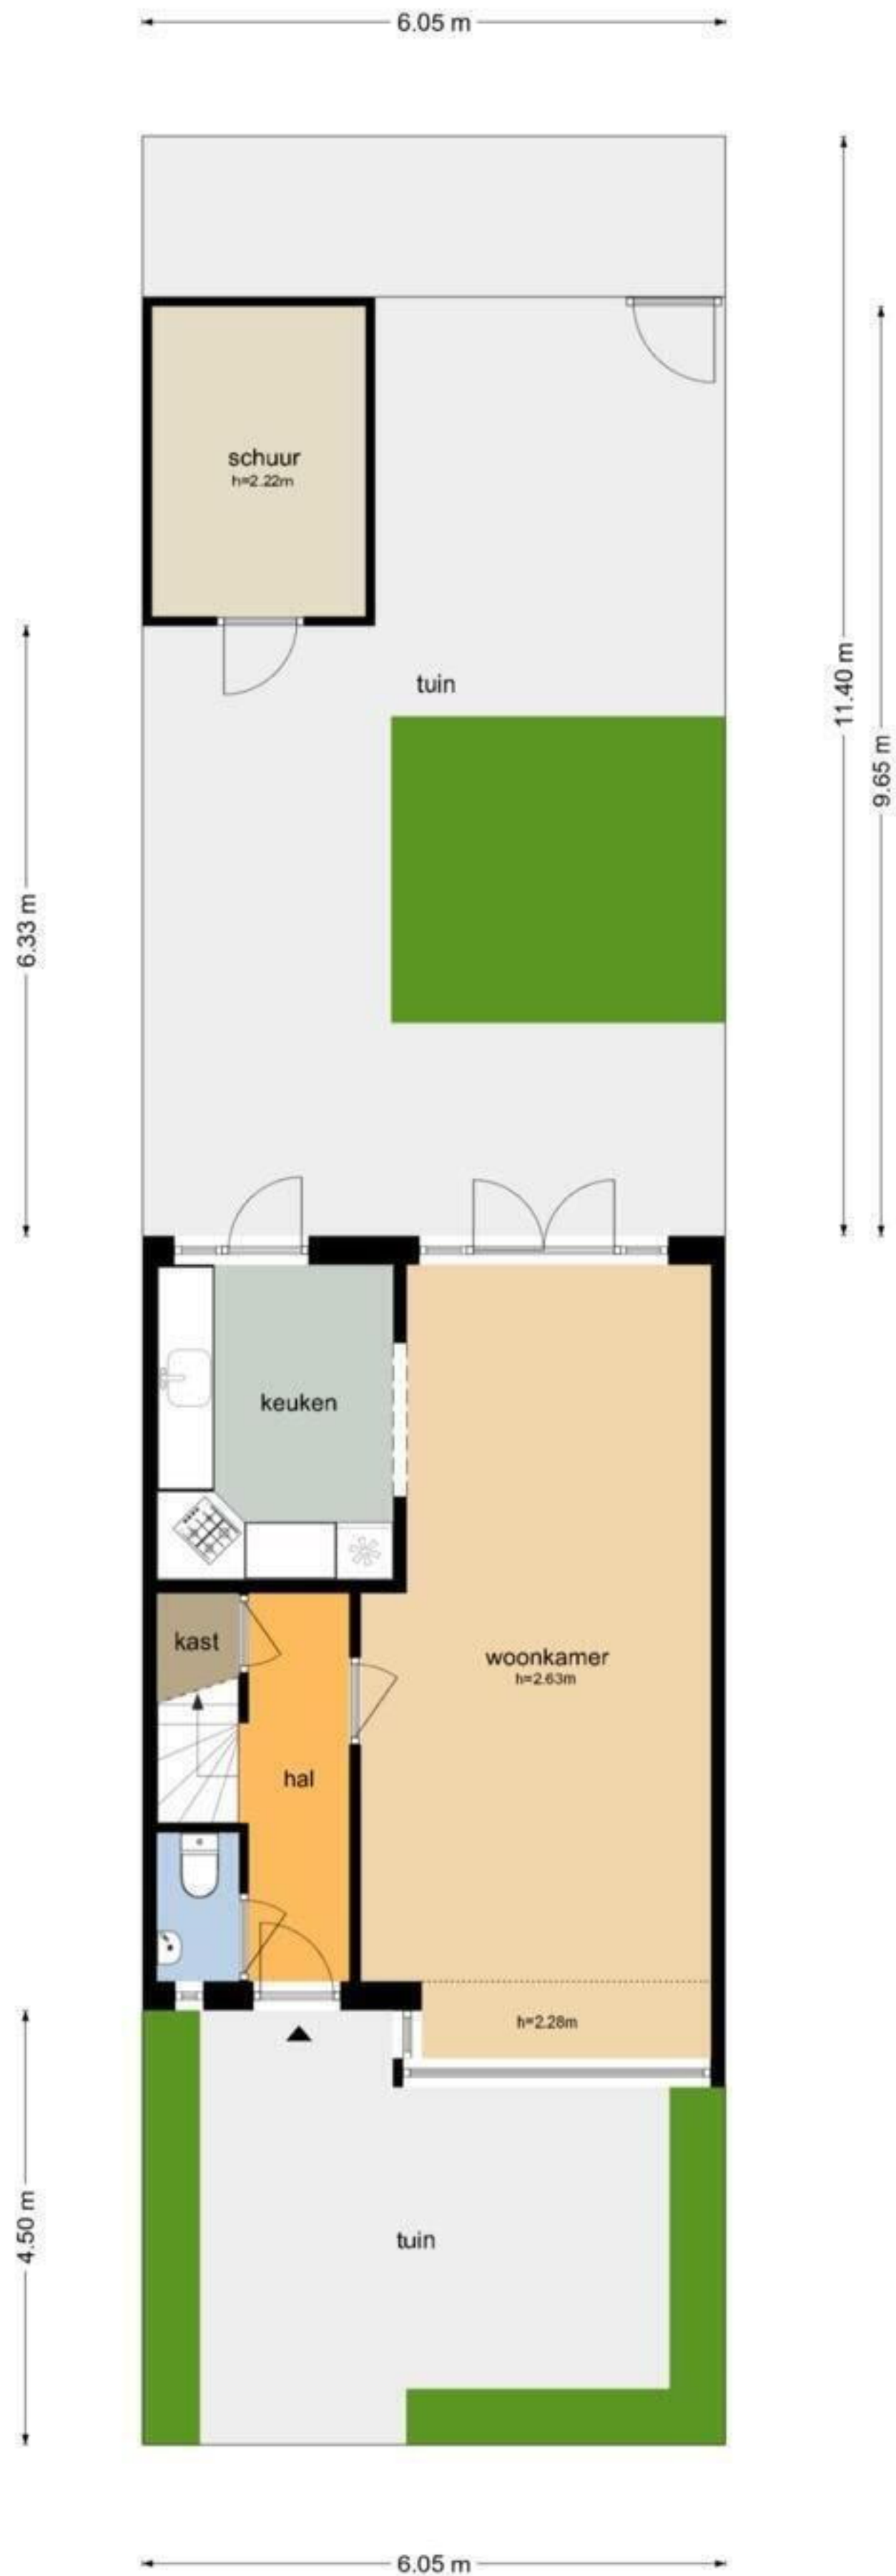 6.05 m
schuur
h=2.22m
11.40 m
tuin
9.65 m
6.33 m
keuken
kast
woonkamer
h=2.63m
hal
h=2.28m
4.50 m
tuin
6.05 m